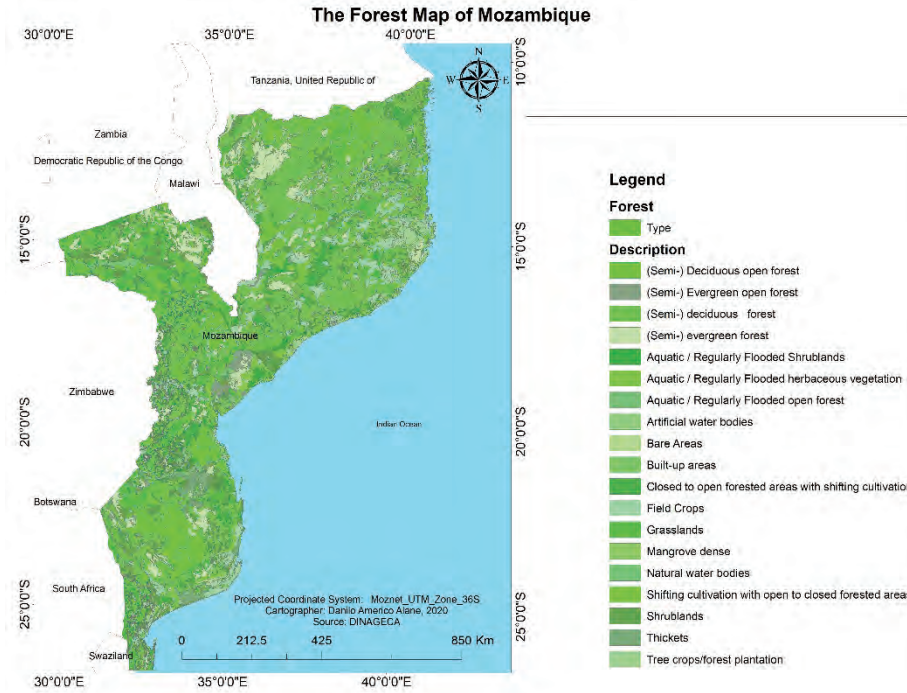 The Forest Map of Mozambique
30°0'0"E 35°0'0"E 40°0'0"E
10°0'0"S
N
W E
S
Tanzania, United Republic of
Zambia
Democratic Republic of the Congo
Malawi
15°0'0"S 15°0'0"S
Mozambique
Zimbabwe
20°0'0"S 20°0'0"S
Indian Ocean
Botswana
South Africa
25°0'0"S 25°0'0"S
Swaziland
Projected Coordinate System: Moznet_UTM_Zone_36S
Cartographer: Danilo Americo Alane, 2020
Source: DINAGECA
0 212.5 425 850 Km
30°0'0"E 35°0'0"E 40°0'0"E
Legend
Forest
Type
Description
(Semi-) Deciduous open forest
(Semi-) Evergreen open forest
(Semi-) deciduous forest
(Semi-) evergreen forest
Aquatic / Regularly Flooded Shrublands
Aquatic / Regularly Flooded herbaceous vegetation
Aquatic / Regularly Flooded open forest
Artificial water bodies
Bare Areas
Built-up areas
Closed to open forested areas with shifting cultivatio
Field Crops
Grasslands
Mangrove dense
Natural water bodies
Shifting cultivation with open to closed forested areas
Shrublands
Thickets
Tree crops/forest plantation